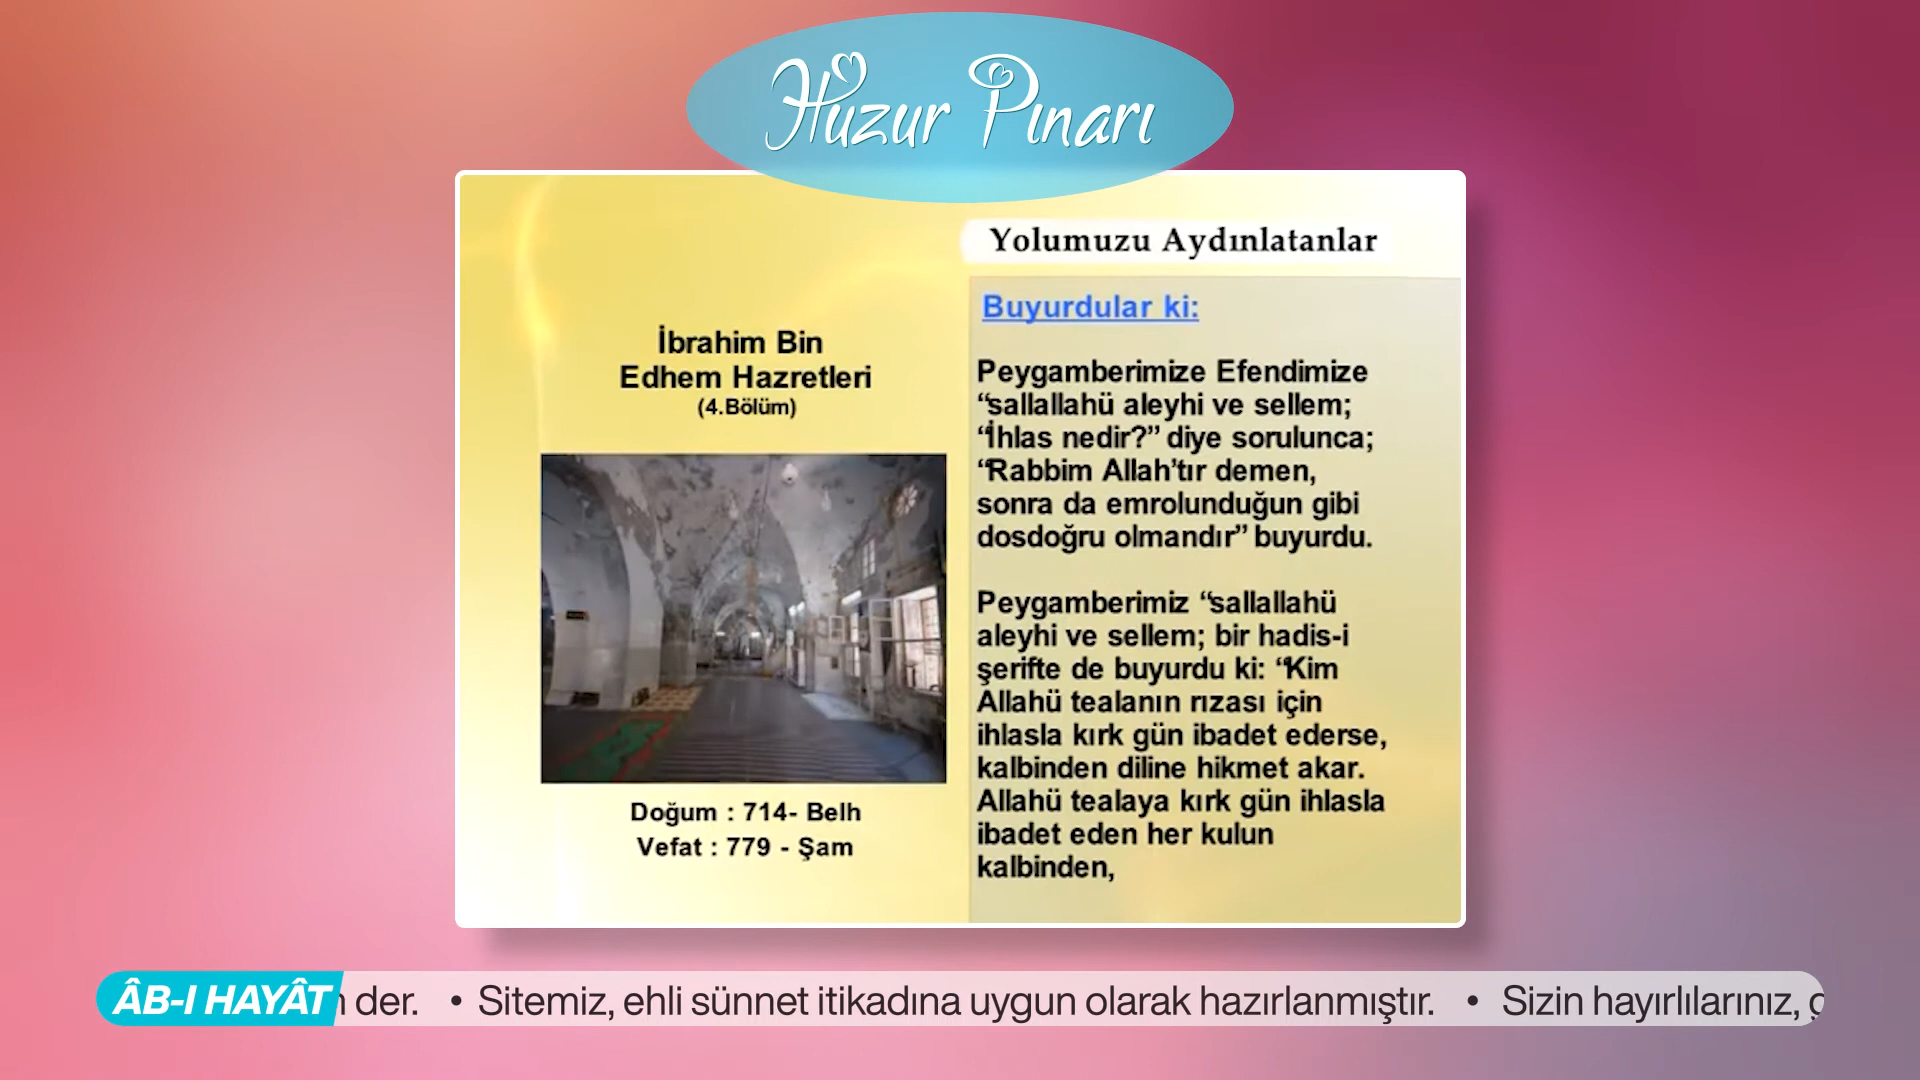 Huzur Pınarı
Yolumuzu Aydınlatanlar
İbrahim Bin
Edhem Hazretleri
(4.Bölüm)
Doğum : 714- Belh
Vefat : 779 - Şam
Buyurdular ki:
Peygamberimize Efendimize
“sallallahü aleyhi ve sellem;
“İhlas nedir?” diye sorulunca;
“Rabbim Allah’tır demen,
sonra da emrolunduğun gibi
dosdoğru olmandır” buyurdu.
Peygamberimiz “sallallahü
aleyhi ve sellem; bir hadis-i
şerifte de buyurdu ki: “Kim
Allahü tealanın rızası için
ihlasla kırk gün ibadet ederse,
kalbinden diline hikmet akar.
Allahü tealaya kırk gün ihlasla
ibadet eden her kulun
kalbinden,
ÂB-I HAYÂT der. • Sitemiz, ehli sünnet itikadına uygun olarak hazırlanmıştır. • Sizin hayırlılarınız,